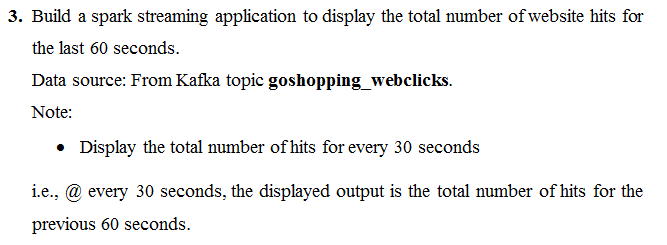 3. Build a spark streaming application to display the total number of website hits for
the last 60 seconds.
Data source: From Kafka topic goshopping_webclicks.
Note:
• Display the total number of hits for every 30 seconds
i.e., @ every 30 seconds, the displayed output is the total number of hits for the
previous 60 seconds.